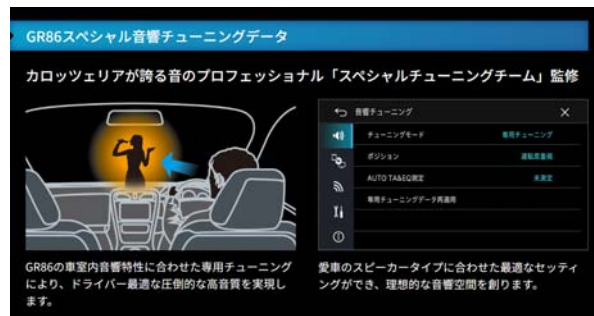 GR86スペシャル音響チューニングデータ
カロッツェリアが誇る音のプロフェッショナル「スペシャルチューニングチーム」監修
音響チューニング
チューニングモード 専用チューニング
ポジション 運転席重視
AUTO TA&EQ測定 未測定
専用チューニングデータ再適用
GR86の車室内音響特性に合わせた専用チューニング
により、ドライバー最適な圧倒的な高音質を実現し
ます。
愛車のスピーカータイプに合わせた最適なセッティ
ングができ、理想的な音響空間を創ります。